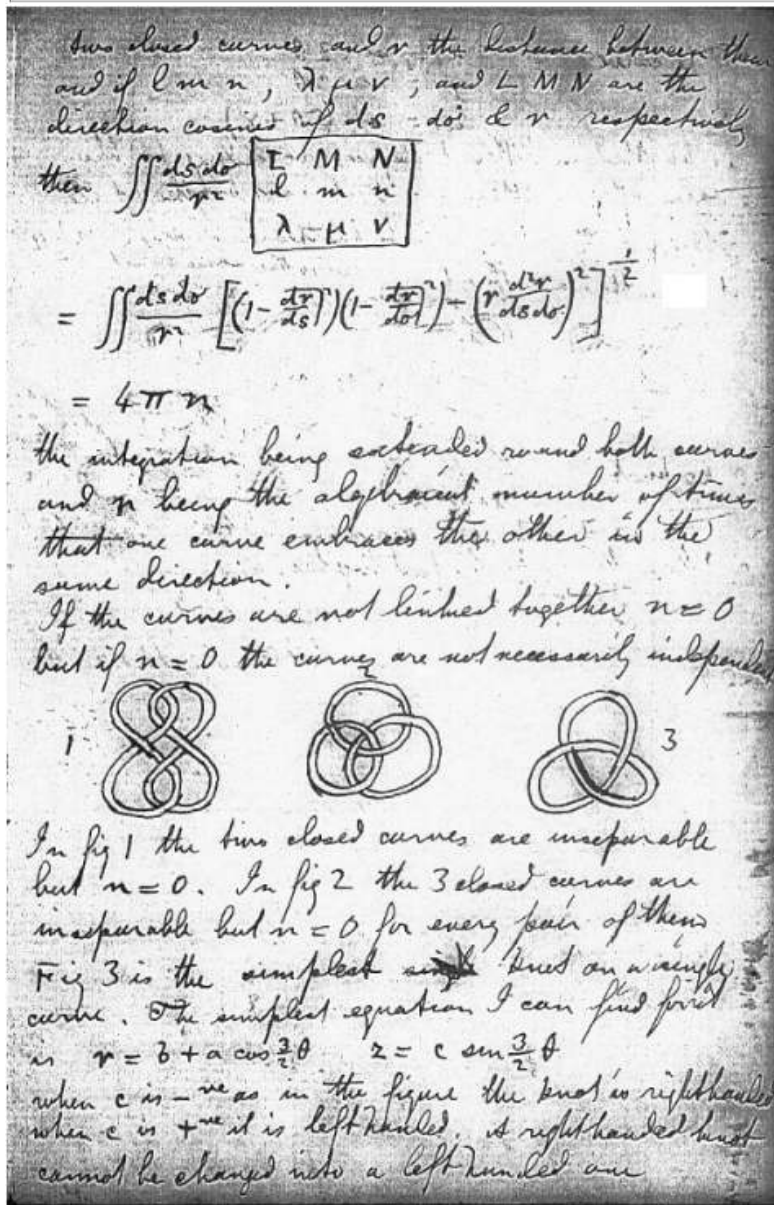 two closed curves and r the distance between them
and if l m n, λ μ ν, and L M N are the
direction cosines of ds dσ & r respectively
then ∬ ds dσ / r² | L M N |
| l m n |
| λ μ ν |
= ∬ ds dσ / r² [(1 - dr/ds|²)(1 - dr/dσ|²) - (r d²r/ds dσ)²]^1/2
= 4πn
the integration being extended round both curves
and n being the algebraical number of times
that one curve embraces the other in the
same direction.
If the curves are not linked together n = 0
but if n = 0 the curves are not necessarily independent
1 2 3
In fig 1 the two closed curves are inseparable
but n = 0. In fig 2 the 3 closed curves are
inseparable but n = 0 for every pair of them
Fig 3 is the simplest single knot on a single
curve. The simplest equation I can find for it
is r = b + a cos 3/2 θ z = c sin 3/2 θ
when c is -ve as in the figure the knot is righthanded
when c is +ve it is lefthanded. A righthanded knot
cannot be changed into a lefthanded one